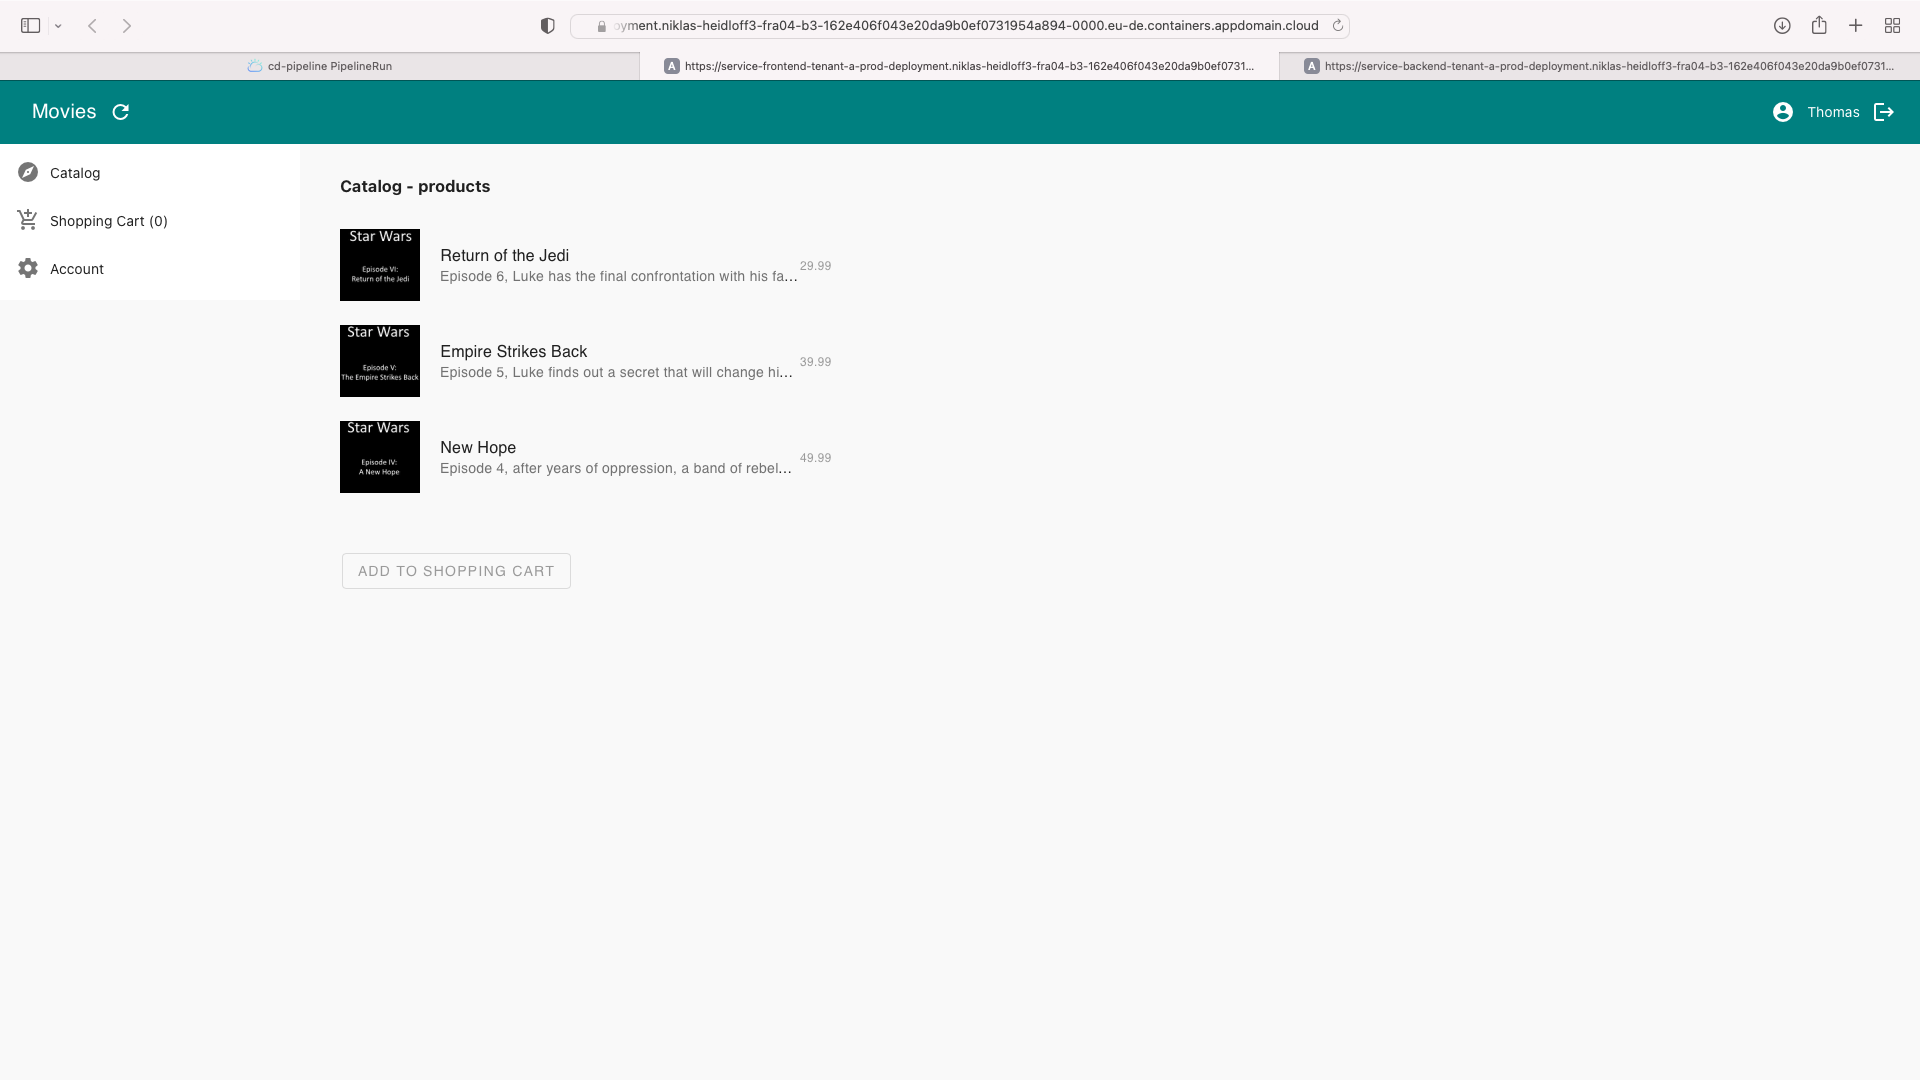 oyment.niklas-heidloff3-fra04-b3-162e406f043e20da9b0ef0731954a894-0000.eu-de.containers.appdomain.cloud
cd-pipeline PipelineRun
A https://service-frontend-tenant-a-prod-deployment.niklas-heidloff3-fra04-b3-162e406f043e20da9b0ef0731...
A https://service-backend-tenant-a-prod-deployment.niklas-heidloff3-fra04-b3-162e406f043e20da9b0ef0731...
Movies
Thomas
Catalog
Shopping Cart (0)
Account
Catalog - products
Star Wars
Episode VI:
Return of the Jedi
Return of the Jedi
Episode 6, Luke has the final confrontation with his fa...
29.99
Star Wars
Episode V:
The Empire Strikes Back
Empire Strikes Back
Episode 5, Luke finds out a secret that will change hi...
39.99
Star Wars
Episode IV:
A New Hope
New Hope
Episode 4, after years of oppression, a band of rebel...
49.99
ADD TO SHOPPING CART